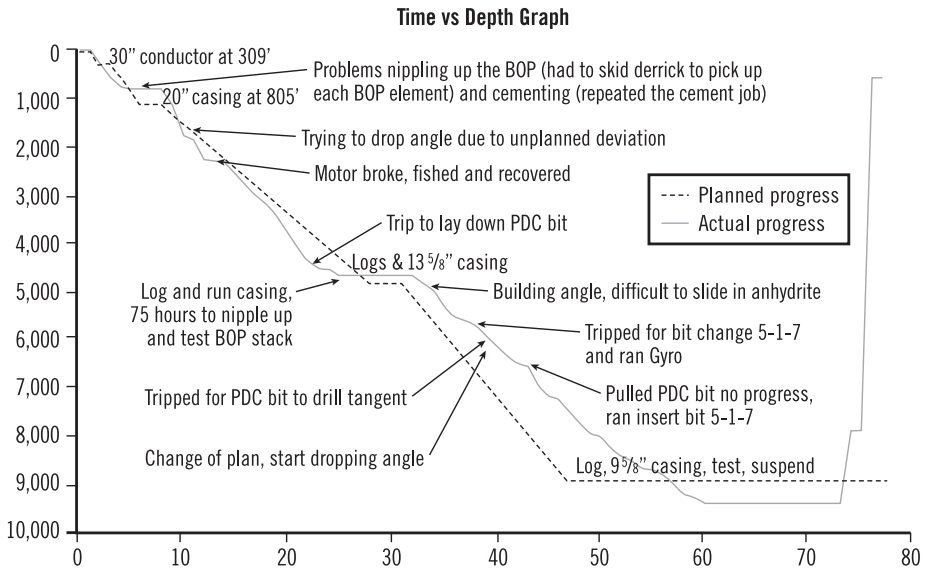 Time vs Depth Graph
0
1,000
2,000
3,000
4,000
5,000
6,000
7,000
8,000
9,000
10,000
30” conductor at 309’
Problems nippling up the BOP (had to skid derrick to pick up
each BOP element) and cementing (repeated the cement job)
20” casing at 805’
Trying to drop angle due to unplanned deviation
Motor broke, fished and recovered
Planned progress
Actual progress
Trip to lay down PDC bit
Logs & 13 5/8” casing
Log and run casing,
75 hours to nipple up
and test BOP stack
Building angle, difficult to slide in anhydrite
Tripped for bit change 5-1-7
and ran Gyro
Tripped for PDC bit to drill tangent
Pulled PDC bit no progress,
ran insert bit 5-1-7
Change of plan, start dropping angle
Log, 9 5/8” casing, test, suspend
0 10 20 30 40 50 60 70 80